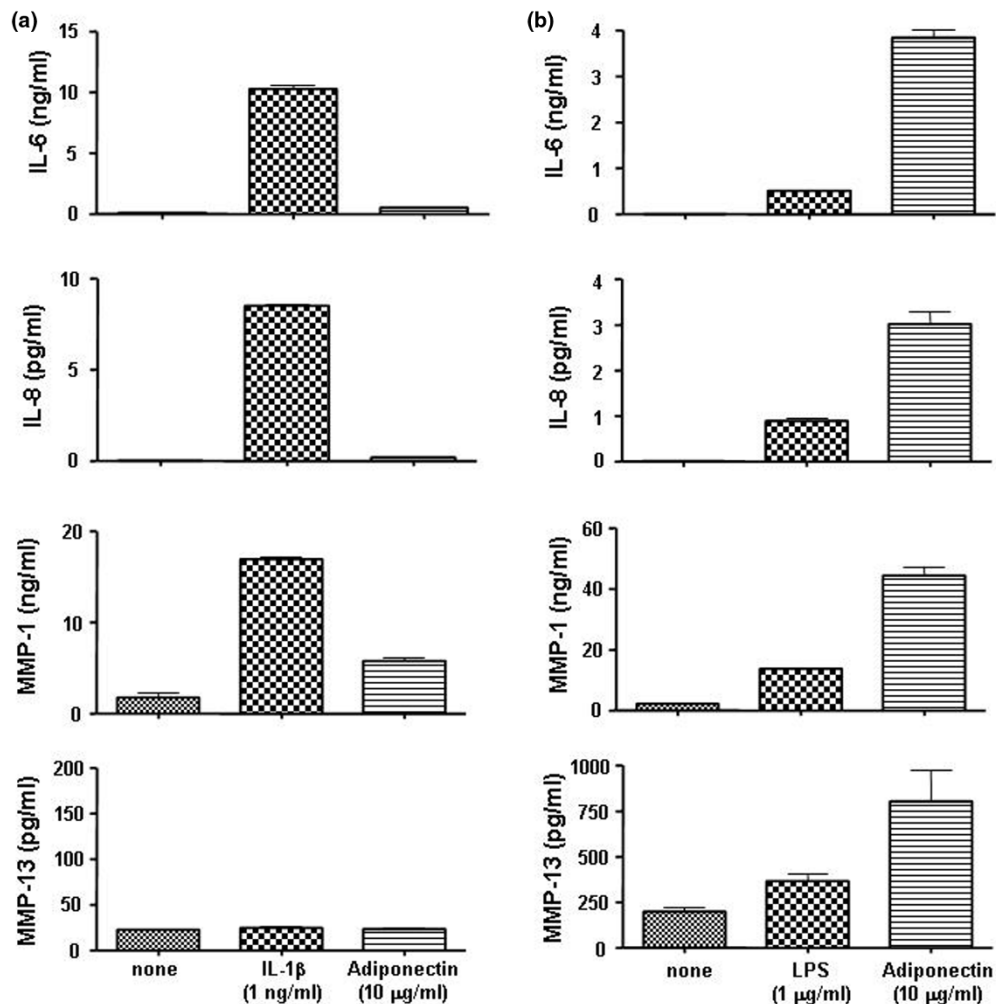 (a)
IL-6 (ng/ml)
15
10
5
0
IL-8 (pg/ml)
10
5
0
MMP-1 (ng/ml)
20
10
0
MMP-13 (pg/ml)
200
150
100
50
0
none
IL-1β
(1 ng/ml)
Adiponectin
(10 µg/ml)
(b)
IL-6 (ng/ml)
4
4
3
2
1
0
IL-8 (pg/ml)
4
3
2
1
0
MMP-1 (ng/ml)
60
40
20
0
MMP-13 (pg/ml)
1000
750
500
250
0
none
LPS
(1 µg/ml)
Adiponectin
(10 µg/ml)